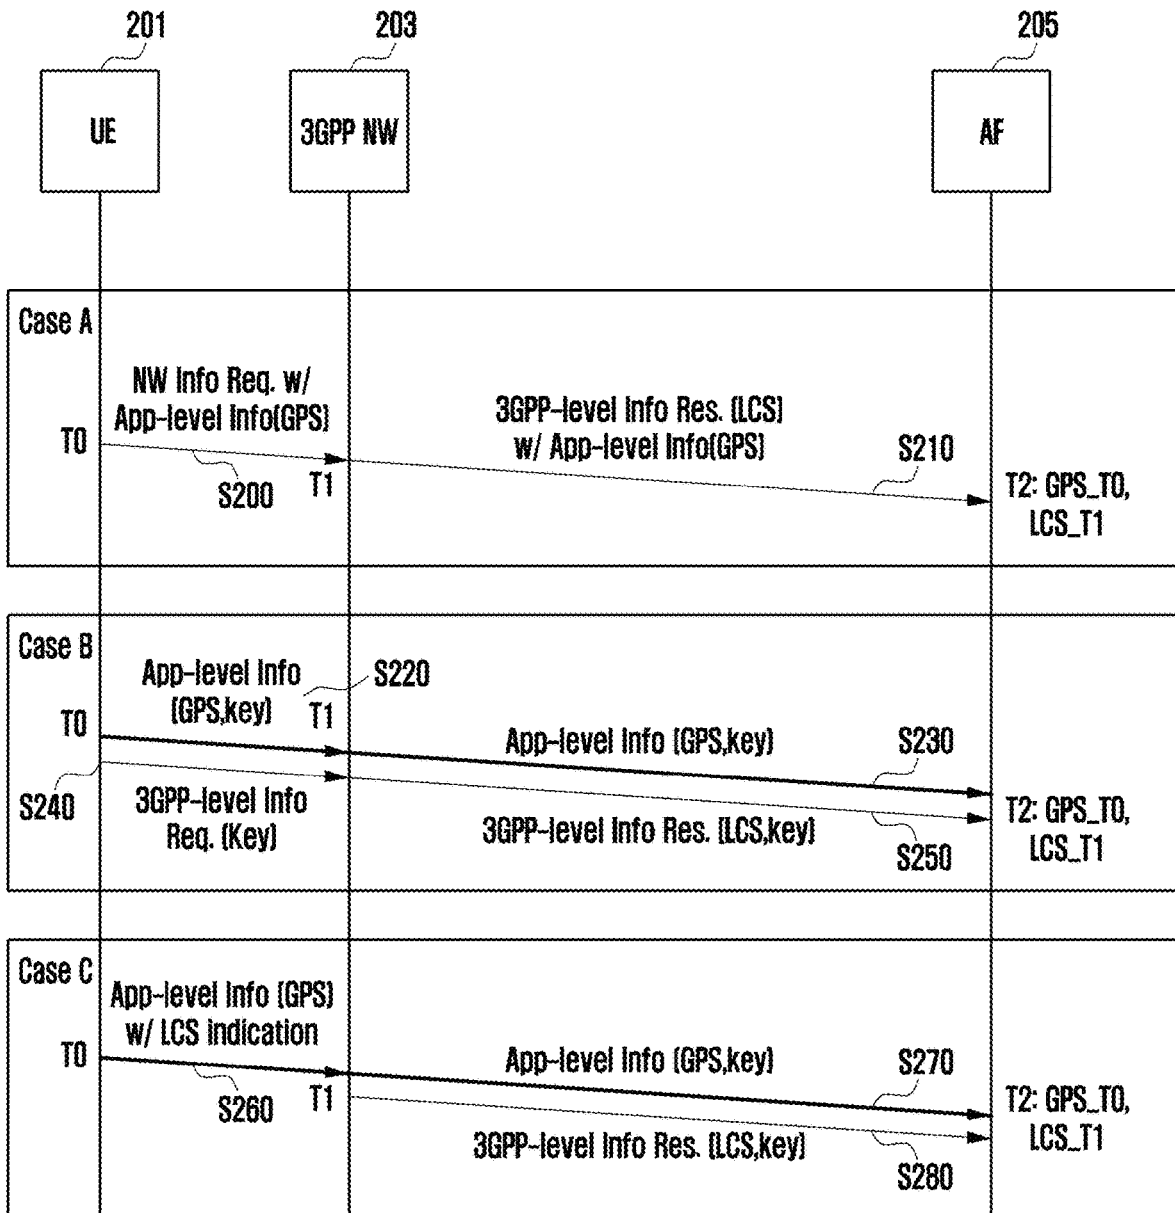 201
203
205
UE
3GPP NW
AF
Case A
NW Info Req. w/
App-level Info(GPS)
T0
S200
T1
3GPP-level Info Res. (LCS)
w/ App-level Info(GPS)
S210
T2: GPS_T0,
LCS_T1
Case B
App-level Info
(GPS,key)
S220
T0
T1
App-level Info (GPS,key)
S230
S240
3GPP-level Info
Req. (Key)
3GPP-level Info Res. (LCS,key)
S250
T2: GPS_T0,
LCS_T1
Case C
App-level Info (GPS)
w/ LCS indication
T0
S260
T1
App-level Info (GPS,key)
S270
3GPP-level Info Res. (LCS,key)
S280
T2: GPS_T0,
LCS_T1